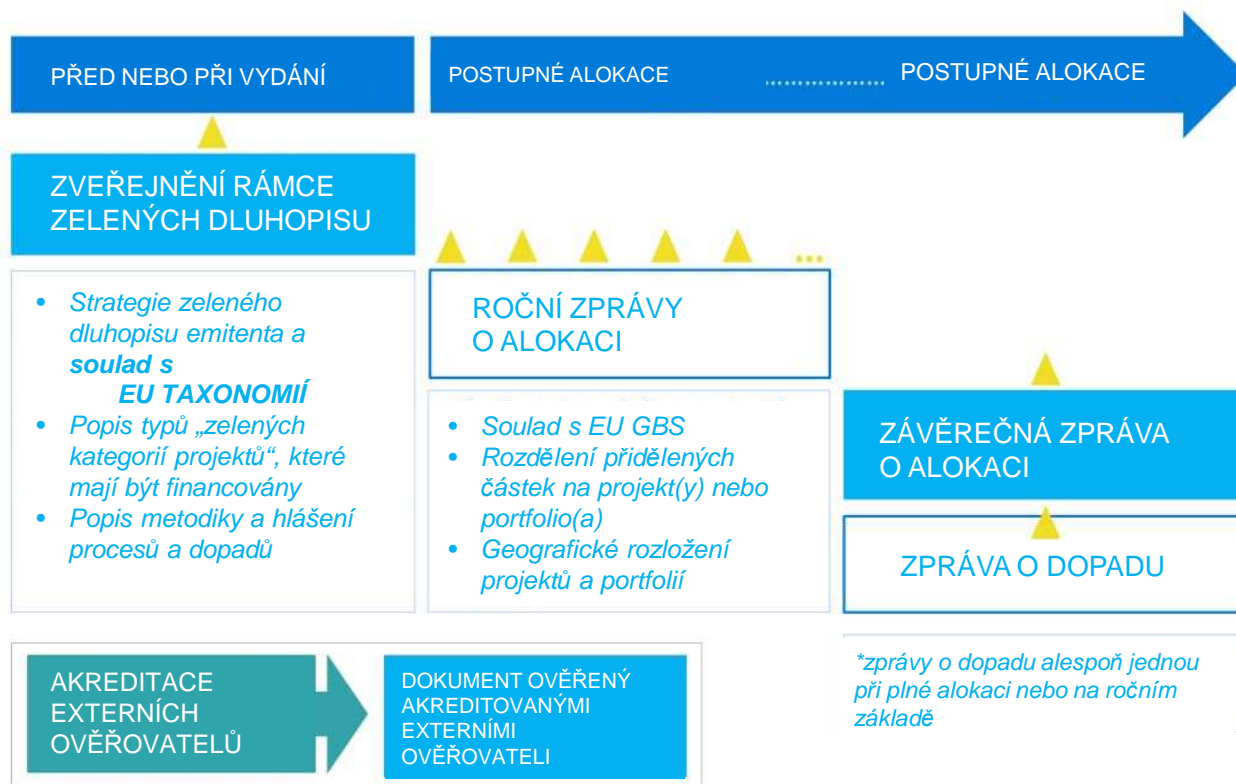 PŘED NEBO PŘI VYDÁNÍ
POSTUPNÉ ALOKACE ................... POSTUPNÉ ALOKACE
ZVEŘEJNĚNÍ RÁMCE
ZELENÝCH DLUHOPISU
• Strategie zeleného
dluhopisu emitenta a
soulad s
EU TAXONOMIÍ
• Popis typů „zelených
kategorií projektů“, které
mají být financovány
• Popis metodiky a hlášení
procesů a dopadů
...
ROČNÍ ZPRÁVY
O ALOKACI
• Soulad s EU GBS
• Rozdělení přidělených
částek na projekt(y) nebo
portfolio(a)
• Geografické rozložení
projektů a portfolií
ZÁVĚREČNÁ ZPRÁVA
O ALOKACI
ZPRÁVA O DOPADU
*zprávy o dopadu alespoň jednou
při plné alokaci nebo na ročním
základě
AKREDITACE
EXTERNÍCH
OVĚŘOVATELŮ
DOKUMENT OVĚŘENÝ
AKREDITOVANÝMI
EXTERNÍMI
OVĚŘOVATELI